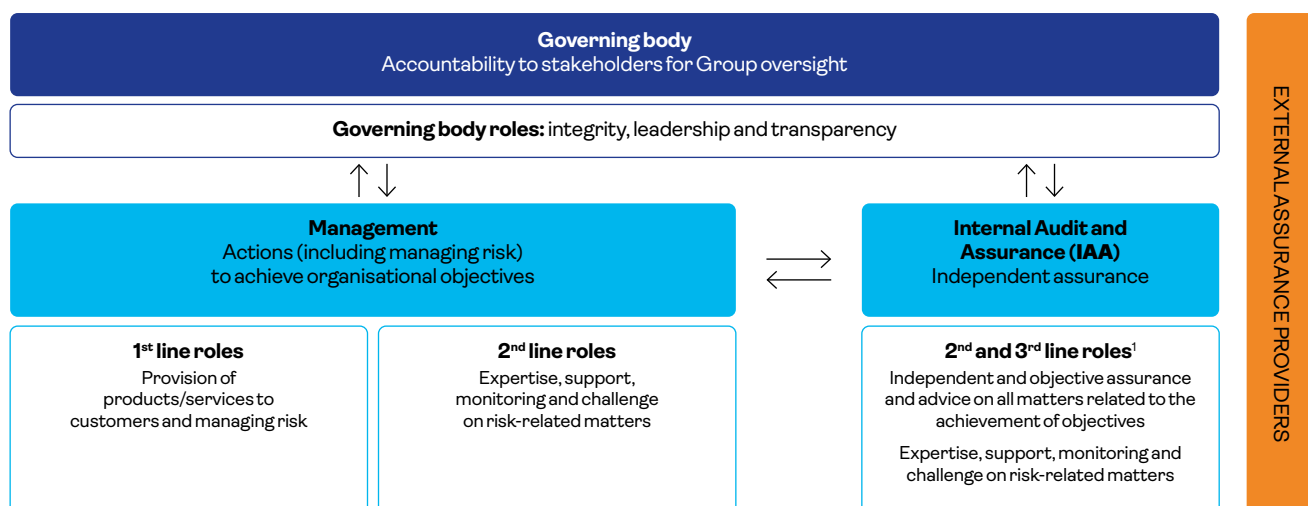 Governing body
Accountability to stakeholders for Group oversight
Governing body roles: integrity, leadership and transparency
Management
Actions (including managing risk)
to achieve organisational objectives
Internal Audit and
Assurance (IAA)
Independent assurance
1st line roles
Provision of
products/services to
customers and managing risk
2nd line roles
Expertise, support,
monitoring and challenge
on risk-related matters
2nd and 3rd line roles1
Independent and objective assurance
and advice on all matters related to the
achievement of objectives
Expertise, support, monitoring and
challenge on risk-related matters
EXTERNAL ASSURANCE PROVIDERS